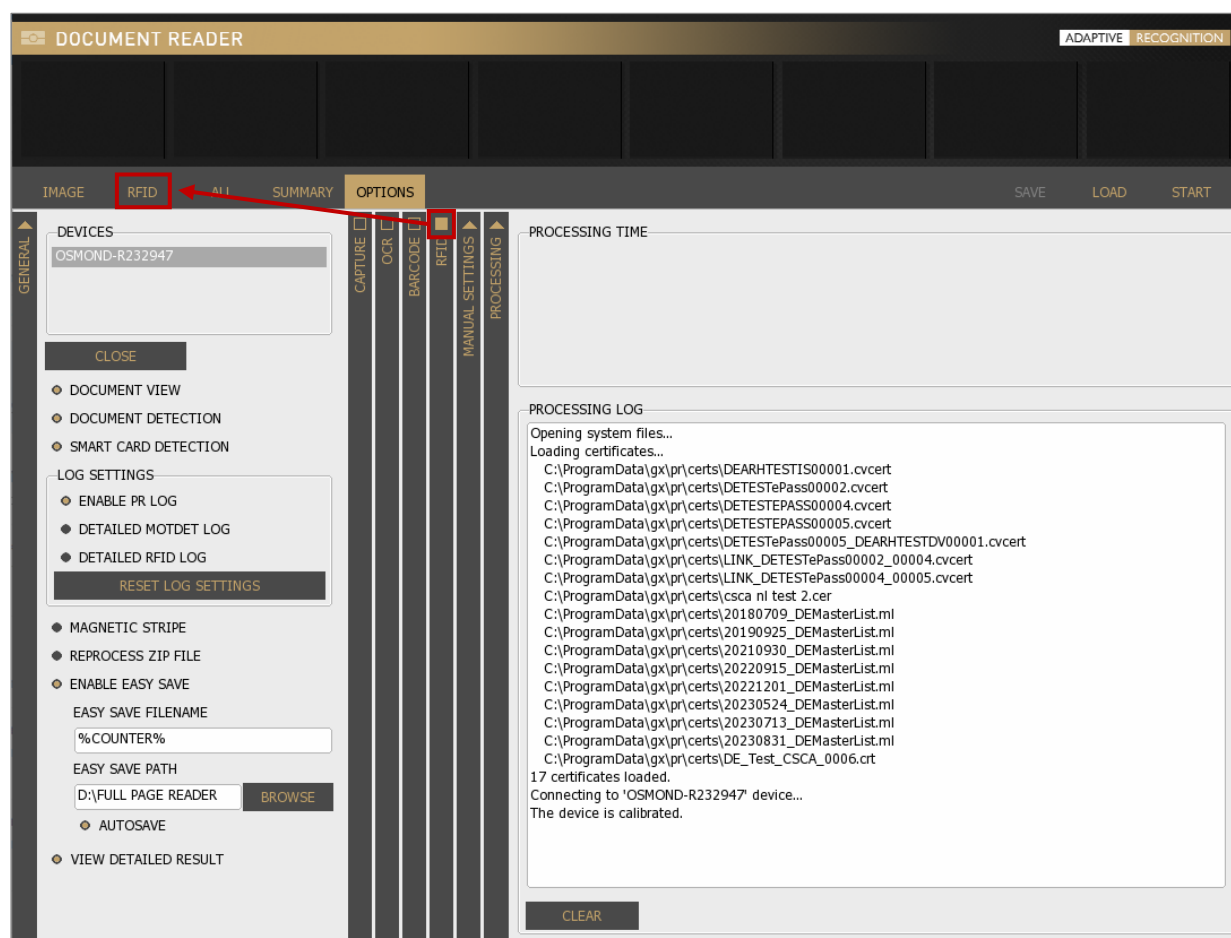 DOCUMENT READER
ADAPTIVE RECOGNITION
IMAGE RFID ALL SUMMARY OPTIONS SAVE LOAD START
GENERAL
DEVICES
OSMOND-R232947
CLOSE
DOCUMENT VIEW
DOCUMENT DETECTION
SMART CARD DETECTION
LOG SETTINGS
ENABLE PR LOG
DETAILED MOTDET LOG
DETAILED RFID LOG
RESET LOG SETTINGS
MAGNETIC STRIPE
REPROCESS ZIP FILE
ENABLE EASY SAVE
EASY SAVE FILENAME
%COUNTER%
EASY SAVE PATH
D:\FULL PAGE READER BROWSE
AUTOSAVE
VIEW DETAILED RESULT
CAPTURE
OCR
BARCODE
RFID
MANUAL SETTINGS
PROCESSING
PROCESSING TIME
PROCESSING LOG
Opening system files...
Loading certificates...
C:\ProgramData\gx\pr\certs\DEARHTESTIS00001.cvcert
C:\ProgramData\gx\pr\certs\DETESTePass00002.cvcert
C:\ProgramData\gx\pr\certs\DETESTEPASS00004.cvcert
C:\ProgramData\gx\pr\certs\DETESTEPASS00005.cvcert
C:\ProgramData\gx\pr\certs\DETESTePass00005_DEARHTESTDV00001.cvcert
C:\ProgramData\gx\pr\certs\LINK_DETESTePass00002_00004.cvcert
C:\ProgramData\gx\pr\certs\LINK_DETESTePass00004_00005.cvcert
C:\ProgramData\gx\pr\certs\csca nl test 2.cer
C:\ProgramData\gx\pr\certs\20180709_DEMasterList.ml
C:\ProgramData\gx\pr\certs\20190925_DEMasterList.ml
C:\ProgramData\gx\pr\certs\20210930_DEMasterList.ml
C:\ProgramData\gx\pr\certs\20220915_DEMasterList.ml
C:\ProgramData\gx\pr\certs\20221201_DEMasterList.ml
C:\ProgramData\gx\pr\certs\20230524_DEMasterList.ml
C:\ProgramData\gx\pr\certs\20230713_DEMasterList.ml
C:\ProgramData\gx\pr\certs\20230831_DEMasterList.ml
C:\ProgramData\gx\pr\certs\DE_Test_CSCA_0006.crt
17 certificates loaded.
Connecting to 'OSMOND-R232947' device...
The device is calibrated.
CLEAR